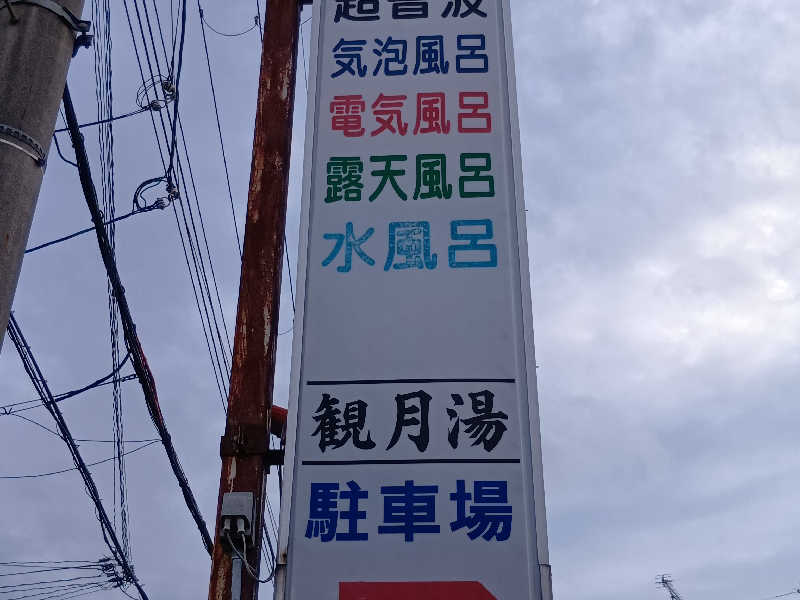 超音波
気泡風呂
電気風呂
露天風呂
水風呂
観月湯
駐車場